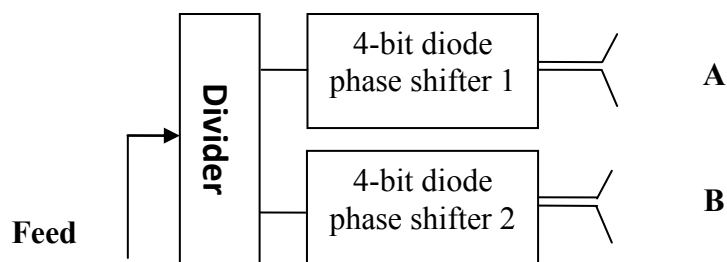 4-bit diode
phase shifter 1
A
Divider
4-bit diode
phase shifter 2
B
Feed